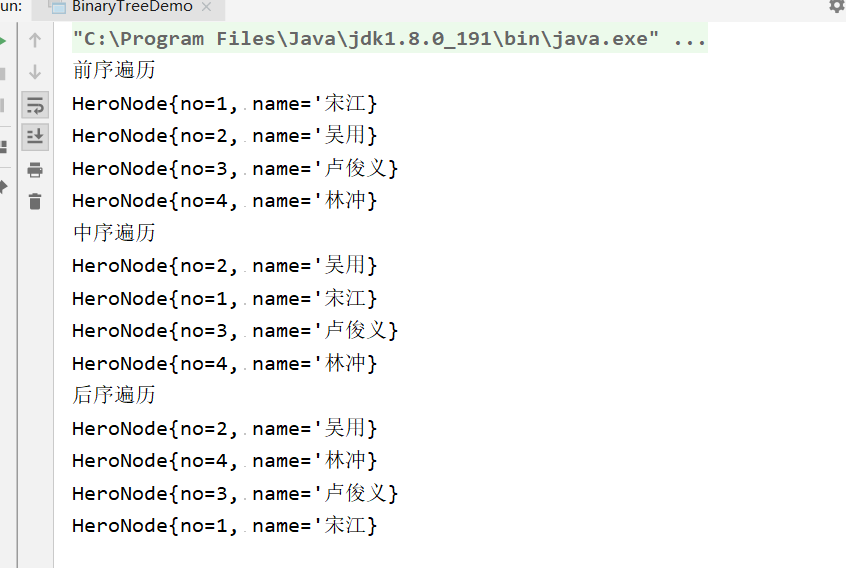 un: BinaryTreeDemo ×
"C:\Program Files\Java\jdk1.8.0_191\bin\java.exe" ...
前序遍历
HeroNode{no=1, name='宋江}
HeroNode{no=2, name='吴用}
HeroNode{no=3, name='卢俊义}
HeroNode{no=4, name='林冲}
中序遍历
HeroNode{no=2, name='吴用}
HeroNode{no=1, name='宋江}
HeroNode{no=3, name='卢俊义}
HeroNode{no=4, name='林冲}
后序遍历
HeroNode{no=2, name='吴用}
HeroNode{no=4, name='林冲}
HeroNode{no=3, name='卢俊义}
HeroNode{no=1, name='宋江}